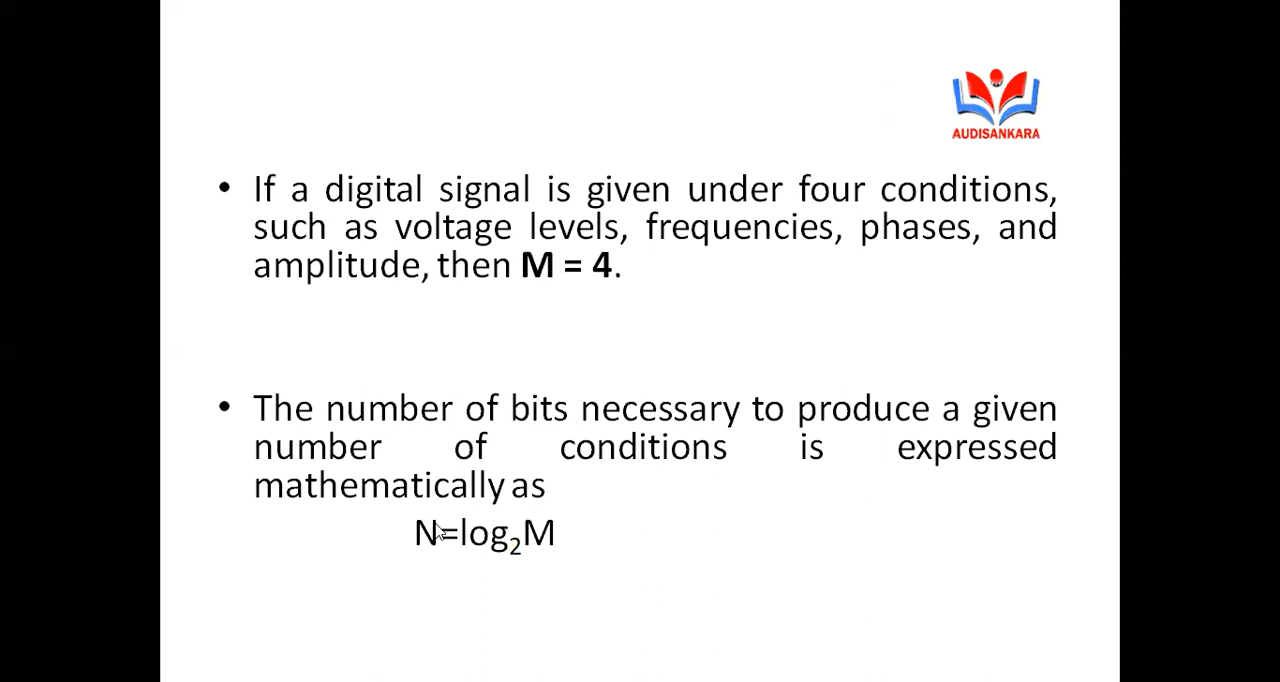 AUDISANKARA
• If a digital signal is given under four conditions,
such as voltage levels, frequencies, phases, and
amplitude, then M = 4.
• The number of bits necessary to produce a given
number of conditions is expressed
mathematically as
N=log₂M